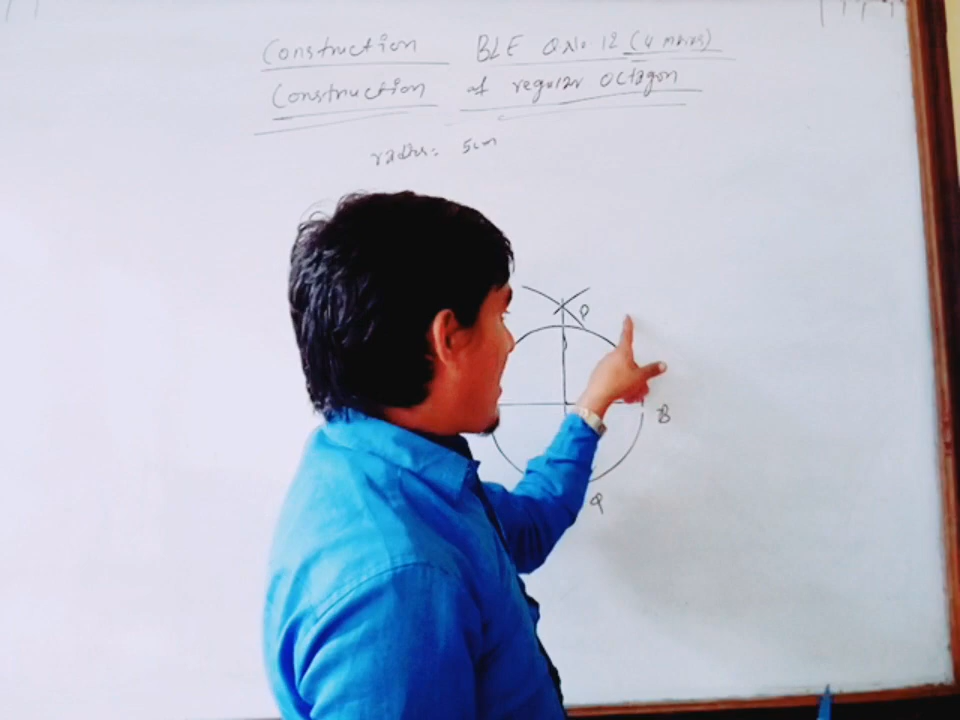 Construction BLE Q.No. 12 (4 marks)
Construction of regular octagon
radius: 5cm
P
B
Q